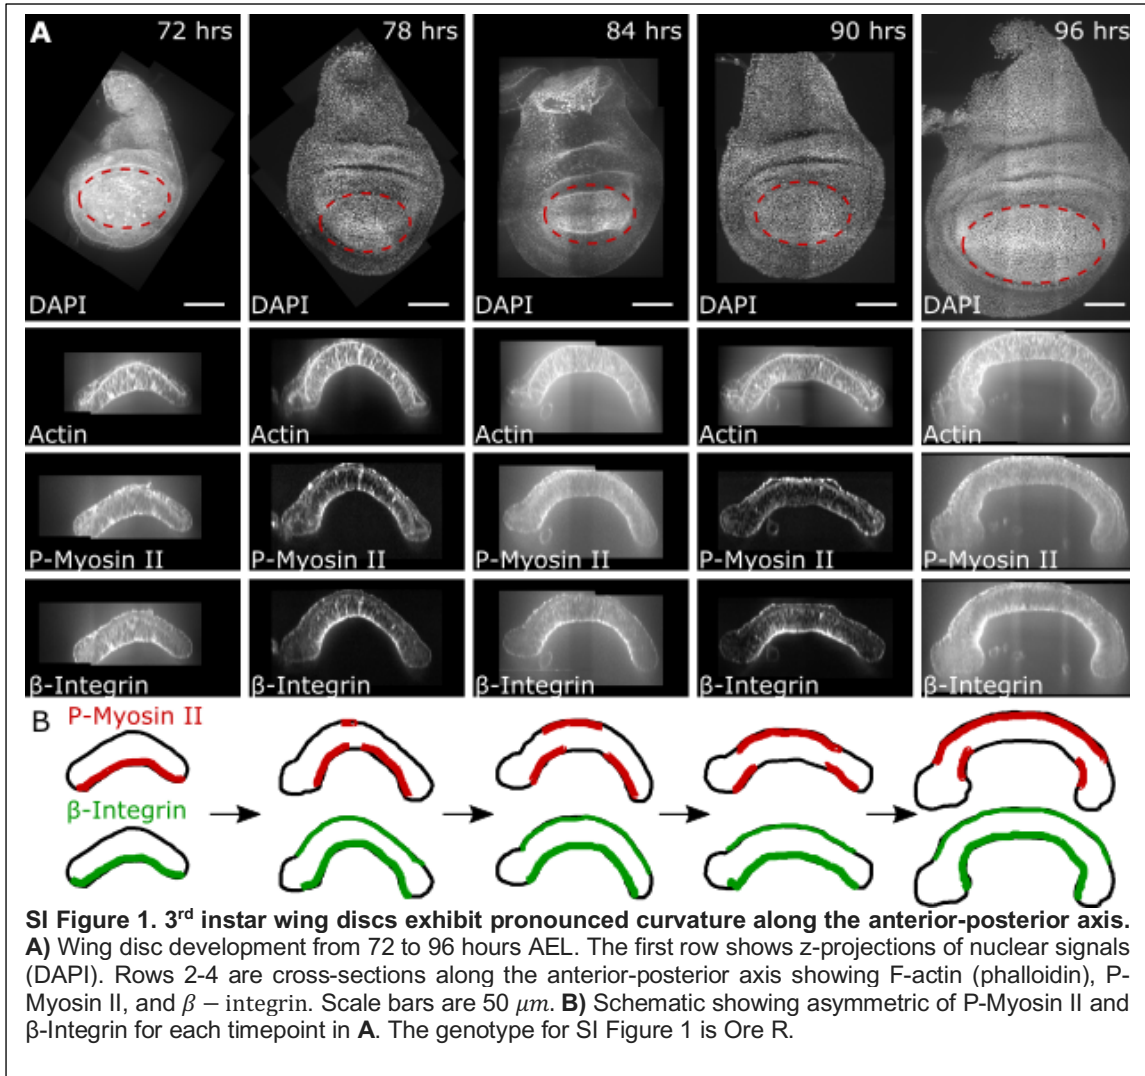 A
72 hrs
78 hrs
84 hrs
90 hrs
96 hrs
DAPI
DAPI
DAPI
DAPI
DAPI
Actin
Actin
Actin
Actin
Actin
P-Myosin II
P-Myosin II
P-Myosin II
P-Myosin II
P-Myosin II
β-Integrin
β-Integrin
β-Integrin
β-Integrin
β-Integrin
B
P-Myosin II
β-Integrin
SI Figure 1. 3rd instar wing discs exhibit pronounced curvature along the anterior-posterior axis.
A) Wing disc development from 72 to 96 hours AEL. The first row shows z-projections of nuclear signals
(DAPI). Rows 2-4 are cross-sections along the anterior-posterior axis showing F-actin (phalloidin), P-
Myosin II, and β − integrin. Scale bars are 50 μm. B) Schematic showing asymmetric of P-Myosin II and
β-Integrin for each timepoint in A. The genotype for SI Figure 1 is Ore R.